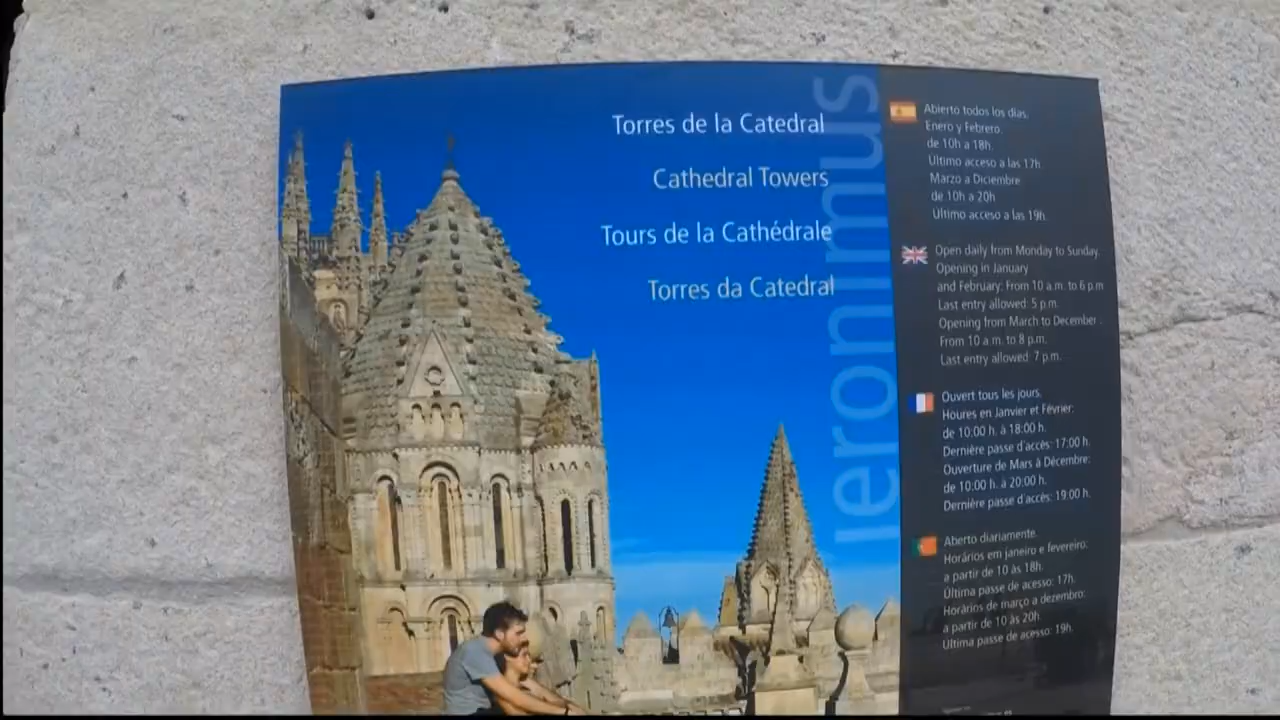 Torres de la Catedral
Cathedral Towers
Tours de la Cathédrale
Torres da Catedral
Ieronimus
Abierto todos los días.
Enero y Febrero.
de 10h a 18h.
Último acceso a las 17h.
Marzo a Diciembre
de 10h a 20h
Último acceso a las 19h.
Open daily from Monday to Sunday.
Opening in January
and February: From 10 a.m. to 6 p.m
Last entry allowed: 5 p.m.
Opening from March to December .
From 10 a.m. to 8 p.m.
Last entry allowed: 7 p.m.
Ouvert tous les jours.
Houres en Janvier et Février:
de 10:00 h. à 18:00 h.
Dernière passe d'accès: 17:00 h.
Ouverture de Mars à Décembre:
de 10:00 h. à 20:00 h.
Dernière passe d'accès: 19:00 h.
Aberto diariamente.
Horários em janeiro e fevereiro:
a partir de 10 às 18h.
Última passe de acesso: 17h.
Horários de março a dezembro:
a partir de 10 às 20h.
Última passe de acesso: 19h.